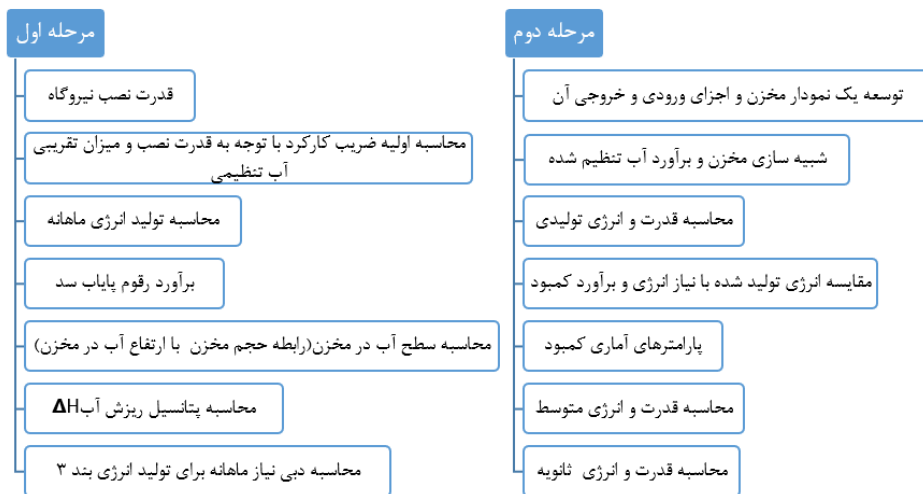 مرحله اول
قدرت نصب نیروگاه
محاسبه اولیه ضریب کارکرد با توجه به قدرت نصب و میزان تقریبی
آب تنظیمی
محاسبه تولید انرژی ماهانه
برآورد رقوم پایاب سد
محاسبه سطح آب در مخزن(رابطه حجم مخزن با ارتفاع آب در مخزن)
محاسبه پتانسیل ریزش آبΔH
محاسبه دبی نیاز ماهانه برای تولید انرژی بند ۳
مرحله دوم
توسعه یک نمودار مخزن و اجزای ورودی و خروجی آن
شبیه سازی مخزن و برآورد آب تنظیم شده
محاسبه قدرت و انرژی تولیدی
مقایسه انرژی تولید شده با نیاز انرژی و برآورد کمبود
پارامترهای آماری کمبود
محاسبه قدرت و انرژی متوسط
محاسبه قدرت و انرژی ثانویه